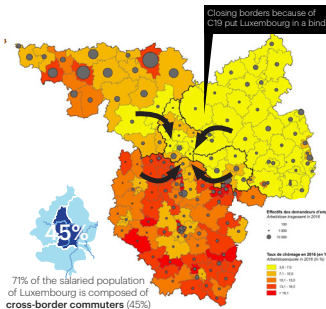 Closing borders because of
C19 put Luxembourg in a bind
45%
71% of the salaried population
of Luxembourg is composed of
cross-border commuters (45%)
Effectifs des demandeurs d'emp
Arbeitslose insgesamt in 2016
100
1 000
10 000
Taux de chômage en 2016 (en %
Arbeitslosenquote in 2016 (in %)